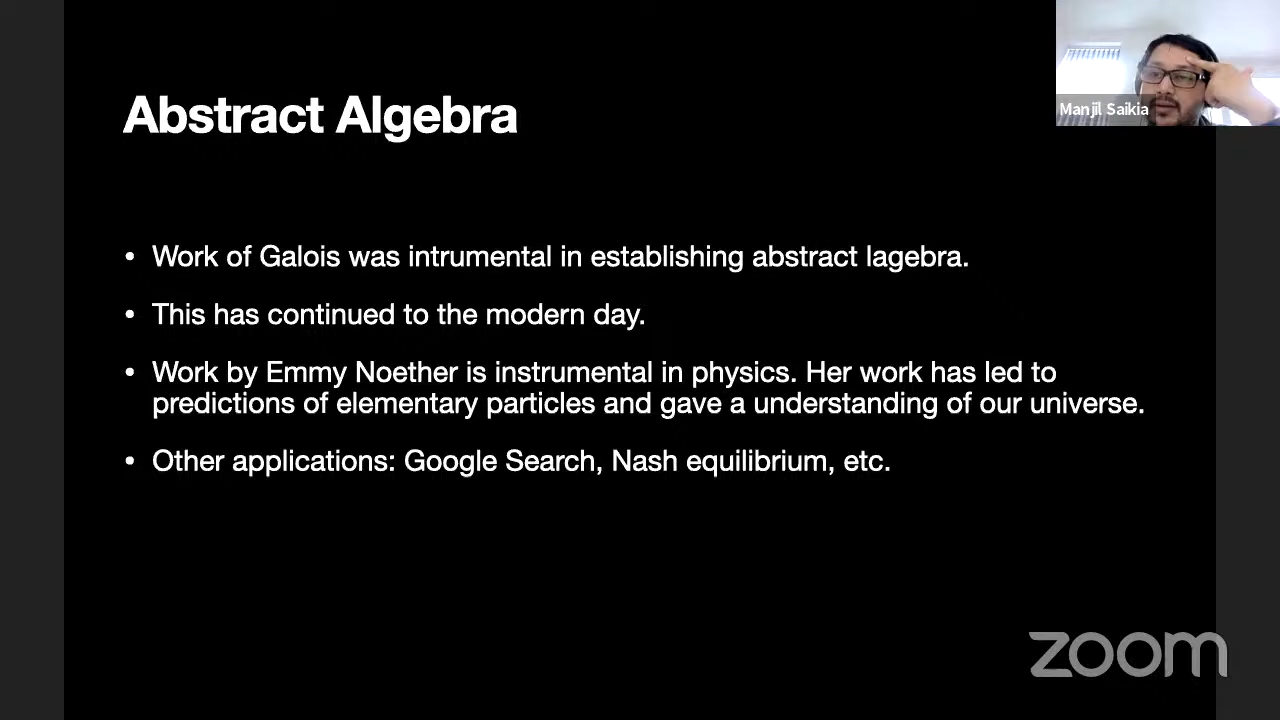 Abstract Algebra
Manjil Saikia
• Work of Galois was intrumental in establishing abstract lagebra.
• This has continued to the modern day.
• Work by Emmy Noether is instrumental in physics. Her work has led to
predictions of elementary particles and gave a understanding of our universe.
• Other applications: Google Search, Nash equilibrium, etc.
zoom